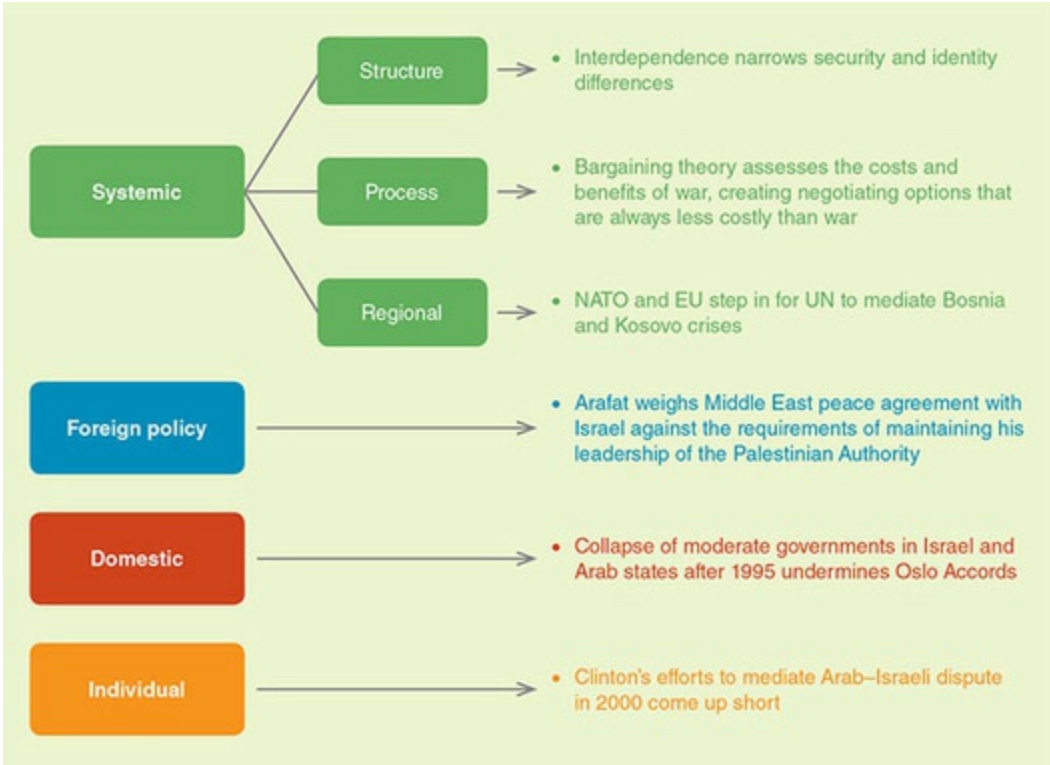 Structure
• Interdependence narrows security and identity
differences
Systemic
Process
• Bargaining theory assesses the costs and
benefits of war, creating negotiating options that
are always less costly than war
Regional
• NATO and EU step in for UN to mediate Bosnia
and Kosovo crises
Foreign policy
• Arafat weighs Middle East peace agreement with
Israel against the requirements of maintaining his
leadership of the Palestinian Authority
Domestic
• Collapse of moderate governments in Israel and
Arab states after 1995 undermines Oslo Accords
Individual
• Clinton's efforts to mediate Arab–Israeli dispute
in 2000 come up short